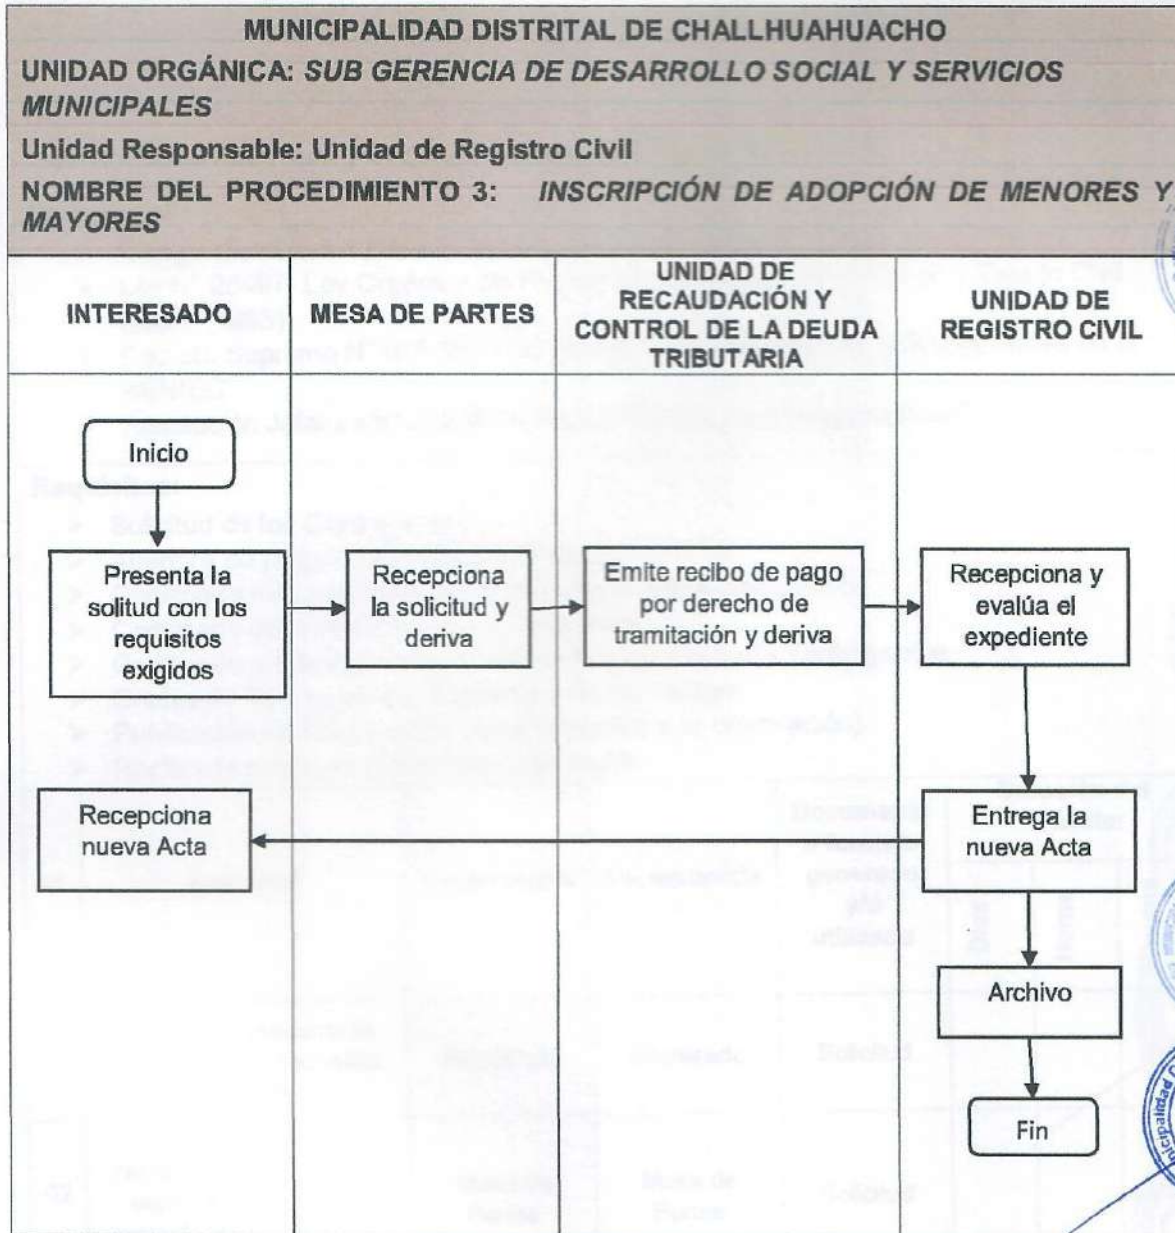 MUNICIPALIDAD DISTRITAL DE CHALLHUAHUACHO
UNIDAD ORGÁNICA: SUB GERENCIA DE DESARROLLO SOCIAL Y SERVICIOS
MUNICIPALES
Unidad Responsable: Unidad de Registro Civil
NOMBRE DEL PROCEDIMIENTO 3: INSCRIPCIÓN DE ADOPCIÓN DE MENORES Y
MAYORES
INTERESADO
MESA DE PARTES
UNIDAD DE
RECAUDACIÓN Y
CONTROL DE LA DEUDA
TRIBUTARIA
UNIDAD DE
REGISTRO CIVIL
Inicio
Presenta la
solitud con los
requisitos
exigidos
Recepciona
la solicitud y
deriva
Emite recibo de pago
por derecho de
tramitación y deriva
Recepciona y
evalúa el
expediente
Recepciona
nueva Acta
Entrega la
nueva Acta
Archivo
Fin